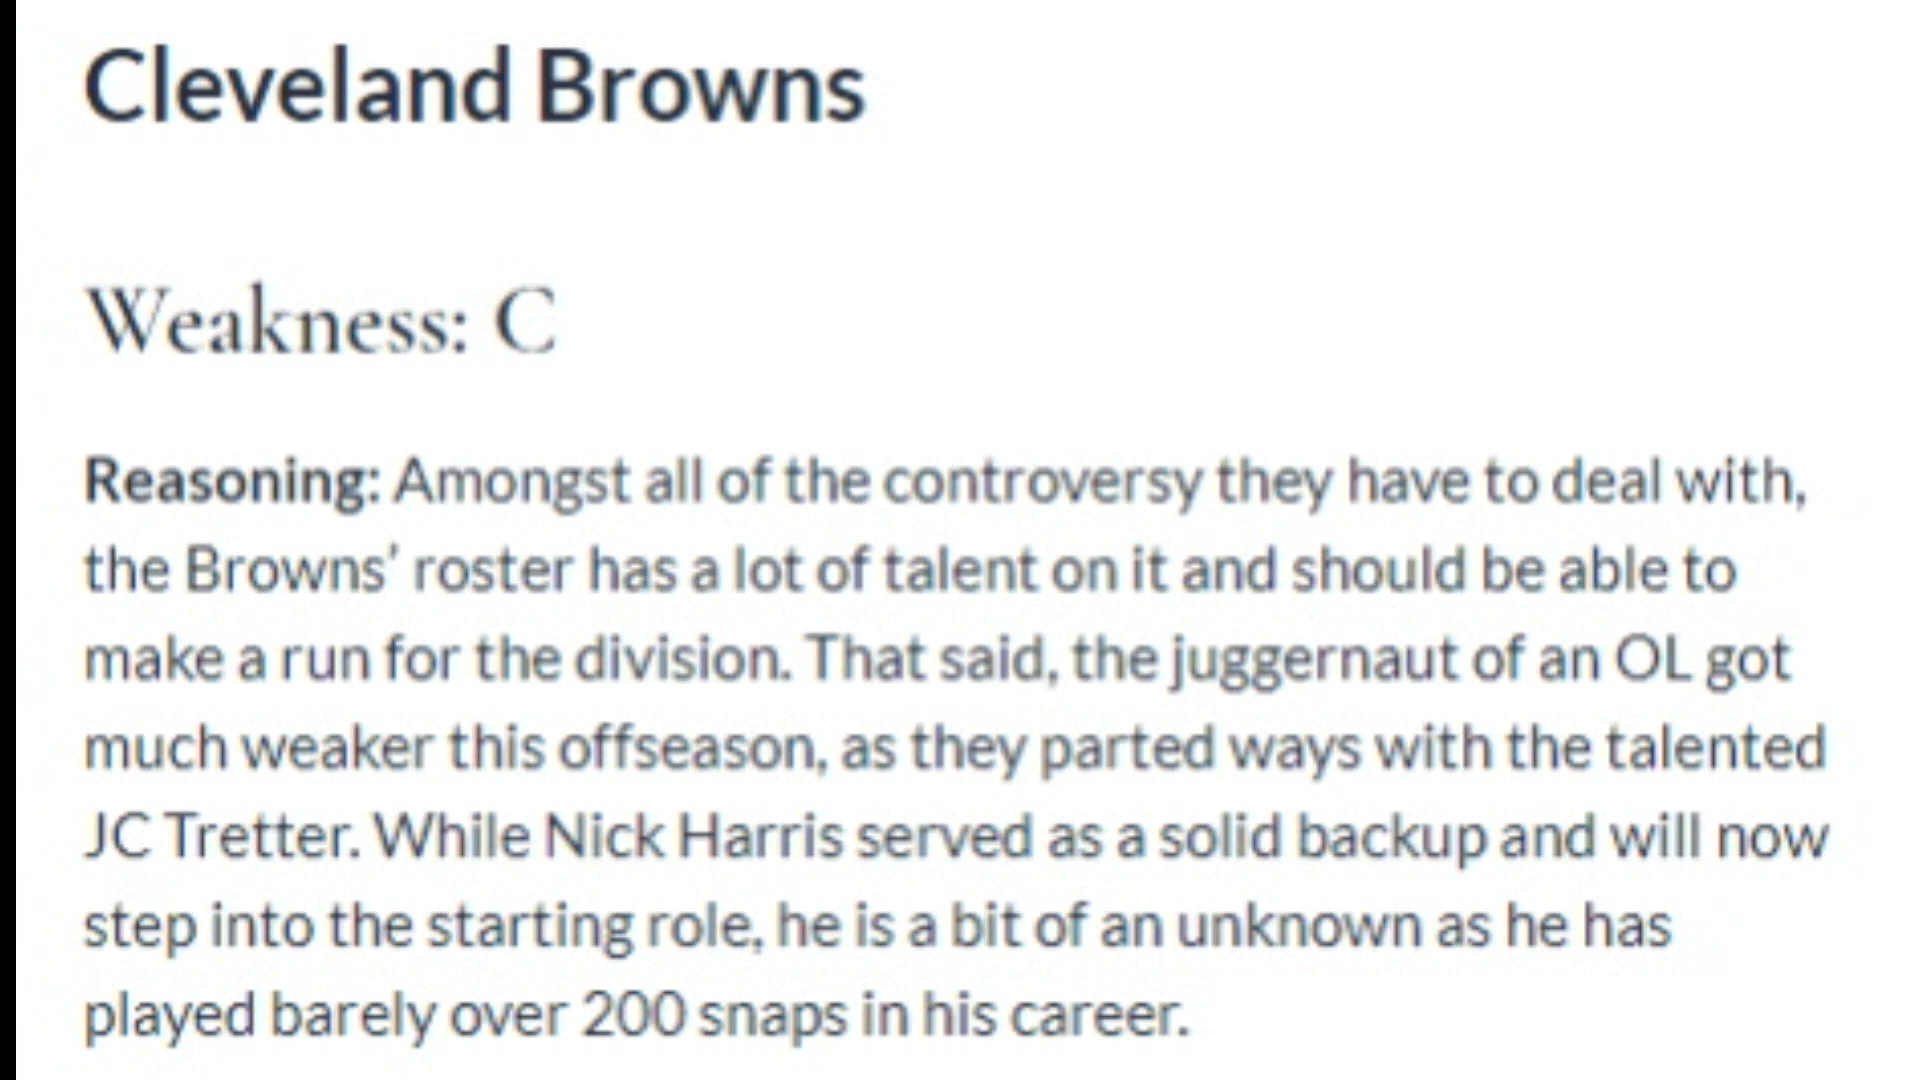 Cleveland Browns
Weakness: C
Reasoning: Amongst all of the controversy they have to deal with,
the Browns’ roster has a lot of talent on it and should be able to
make a run for the division. That said, the juggernaut of an OL got
much weaker this offseason, as they parted ways with the talented
JC Tretter. While Nick Harris served as a solid backup and will now
step into the starting role, he is a bit of an unknown as he has
played barely over 200 snaps in his career.